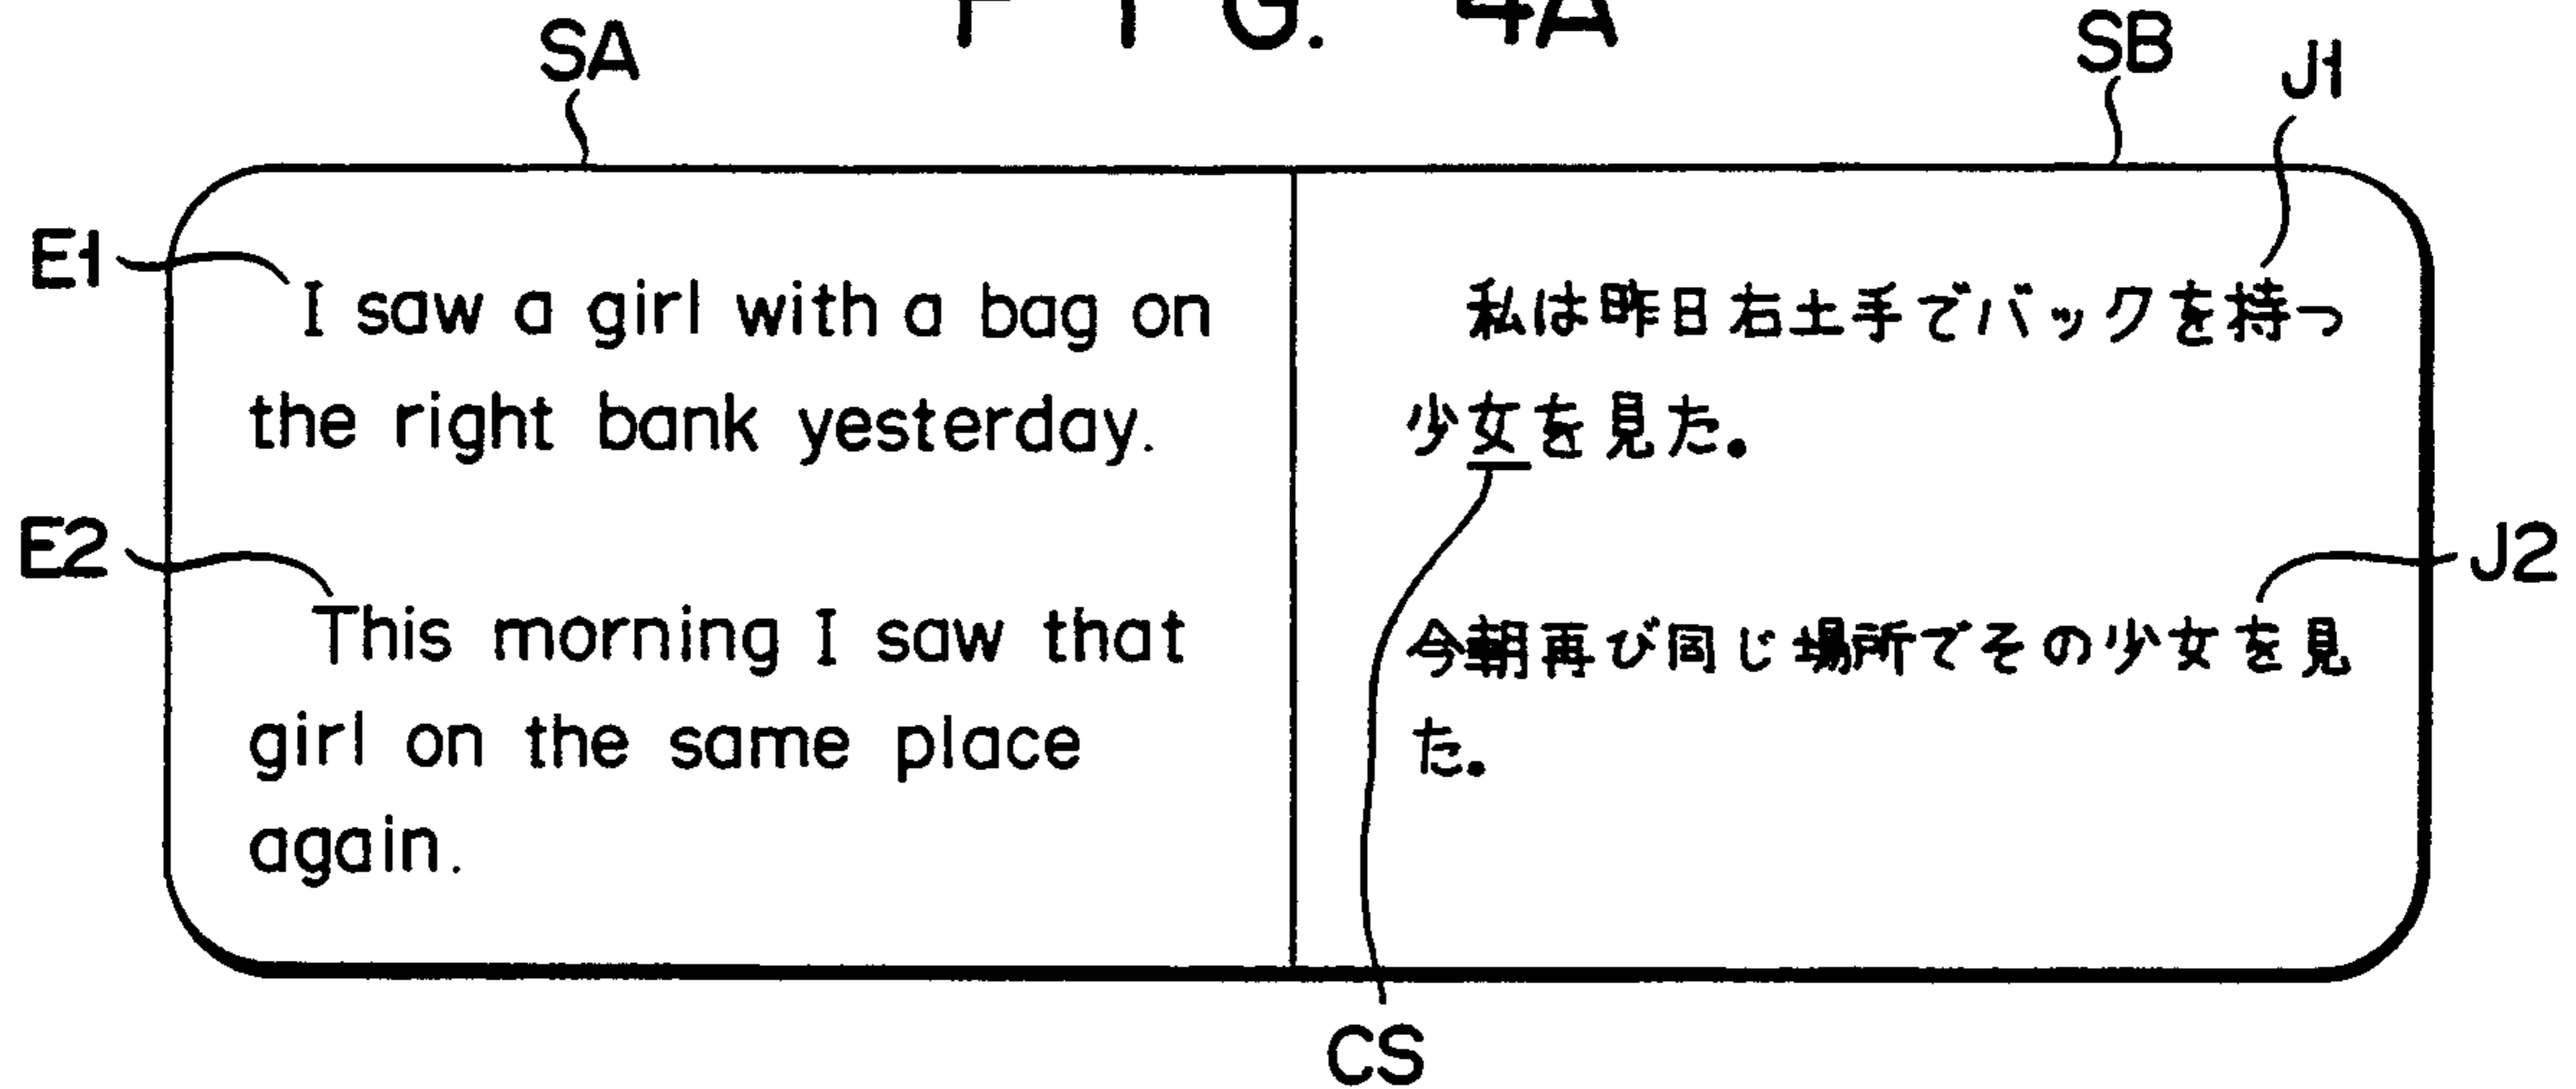 FIG. 4A
SA
SB
J1
E1
I saw a girl with a bag on
the right bank yesterday.
E2
This morning I saw that
girl on the same place
again.
私は昨日右土手でバックを持っ
少女を見た。
J2
今朝再び同じ場所でその少女を見
た。
CS